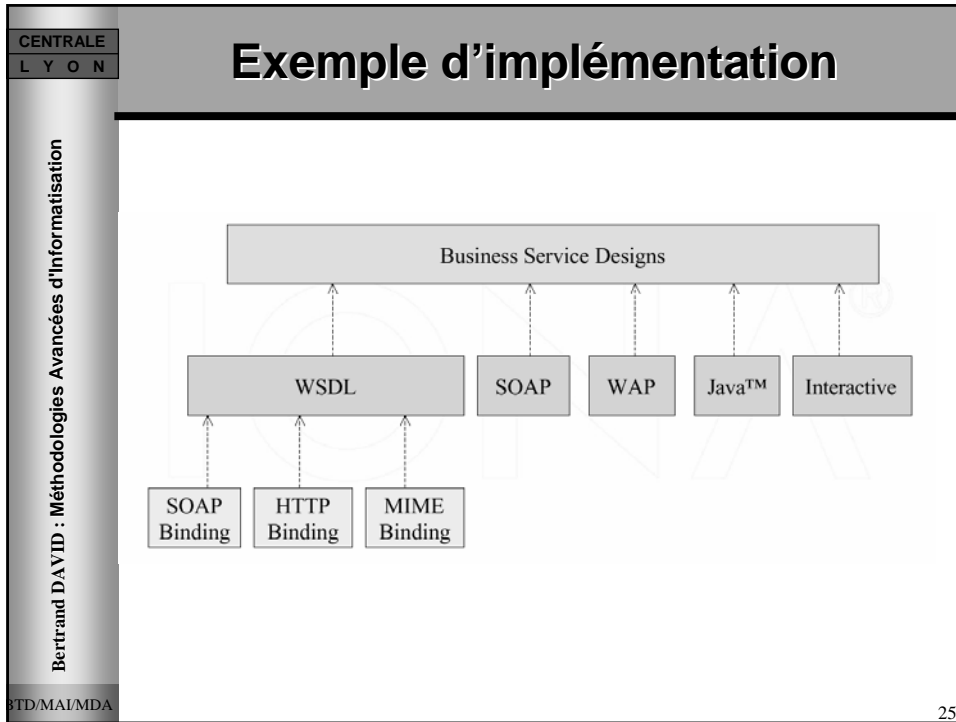 CENTRALE
L Y O N
Exemple d'implémentation
Bertrand DAVID : Méthodologies Avancées d'Informatisation
Business Service Designs
IONA®
WSDL
SOAP
WAP
Java™
Interactive
SOAP
Binding
HTTP
Binding
MIME
Binding
BTD/MAI/MDA
25